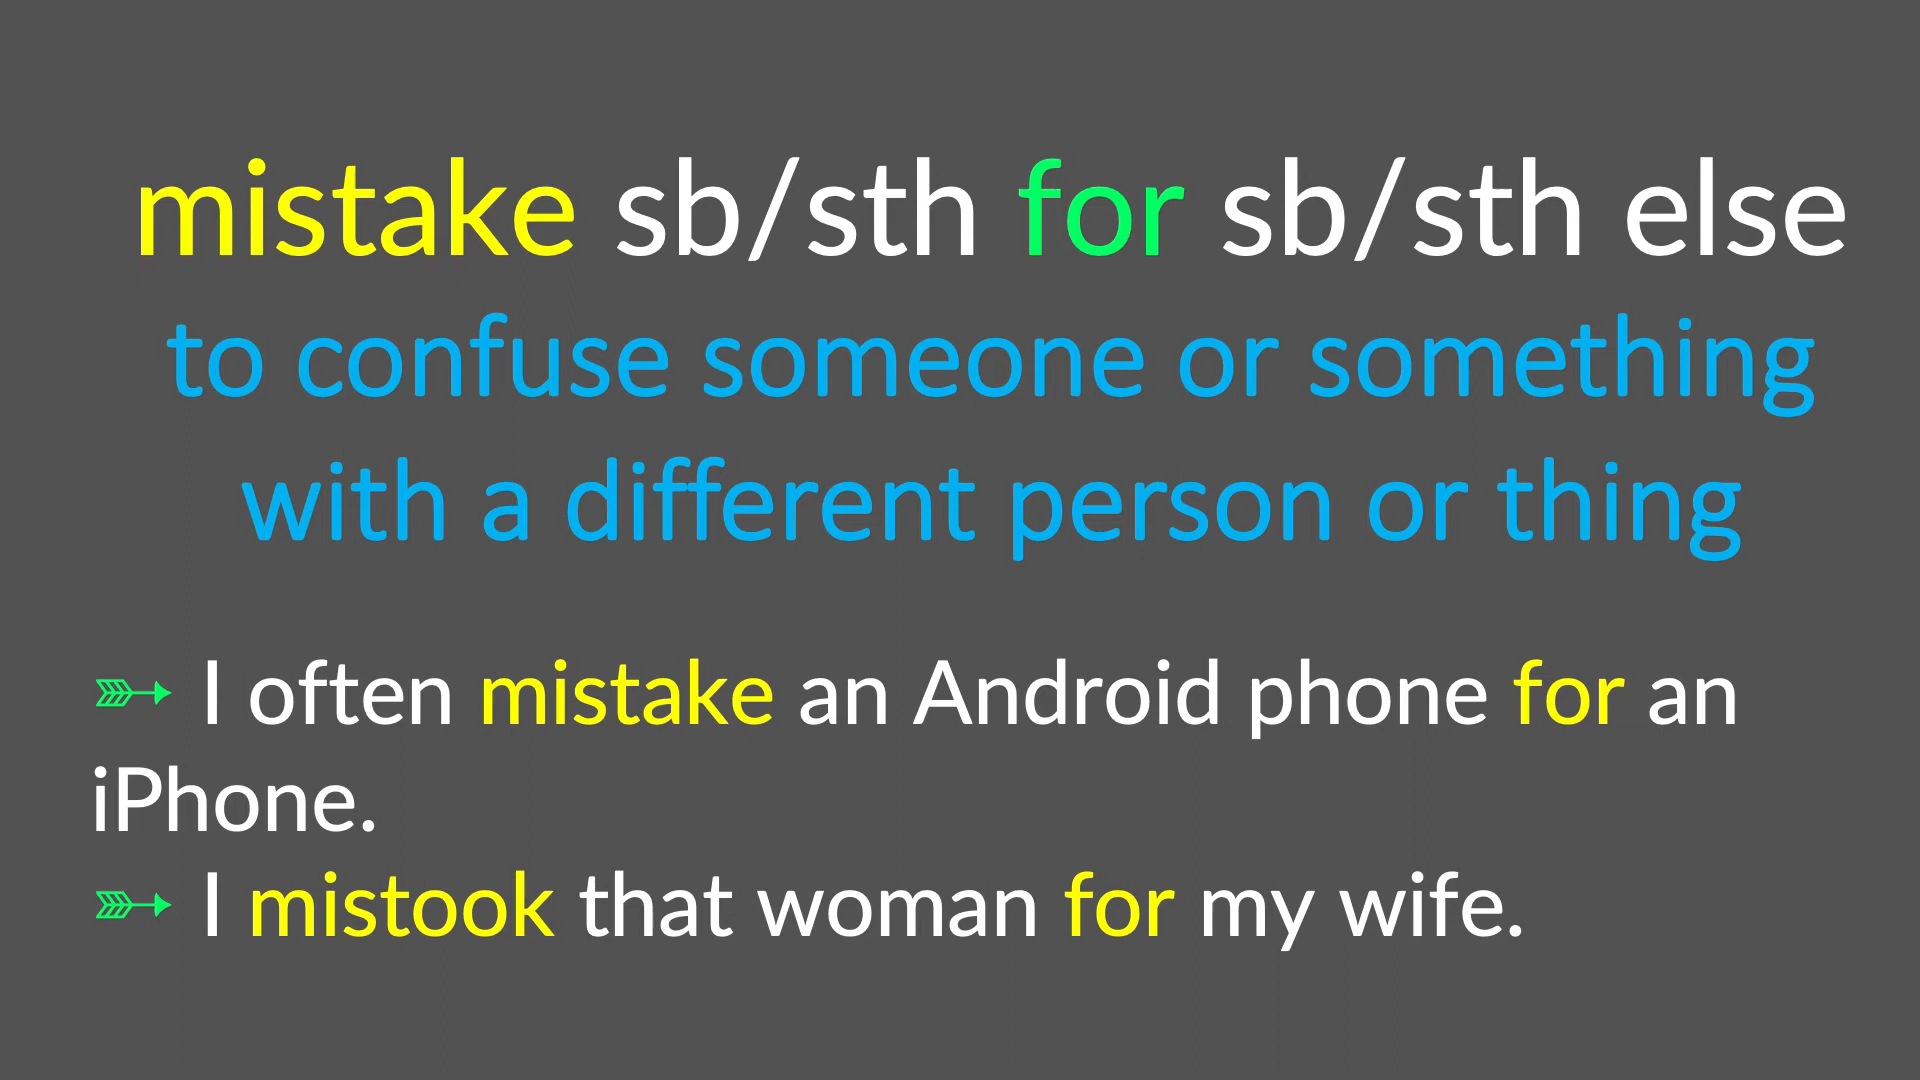 mistake sb/sth for sb/sth else
to confuse someone or something
with a different person or thing
➳ I often mistake an Android phone for an
iPhone.
➳ I mistook that woman for my wife.